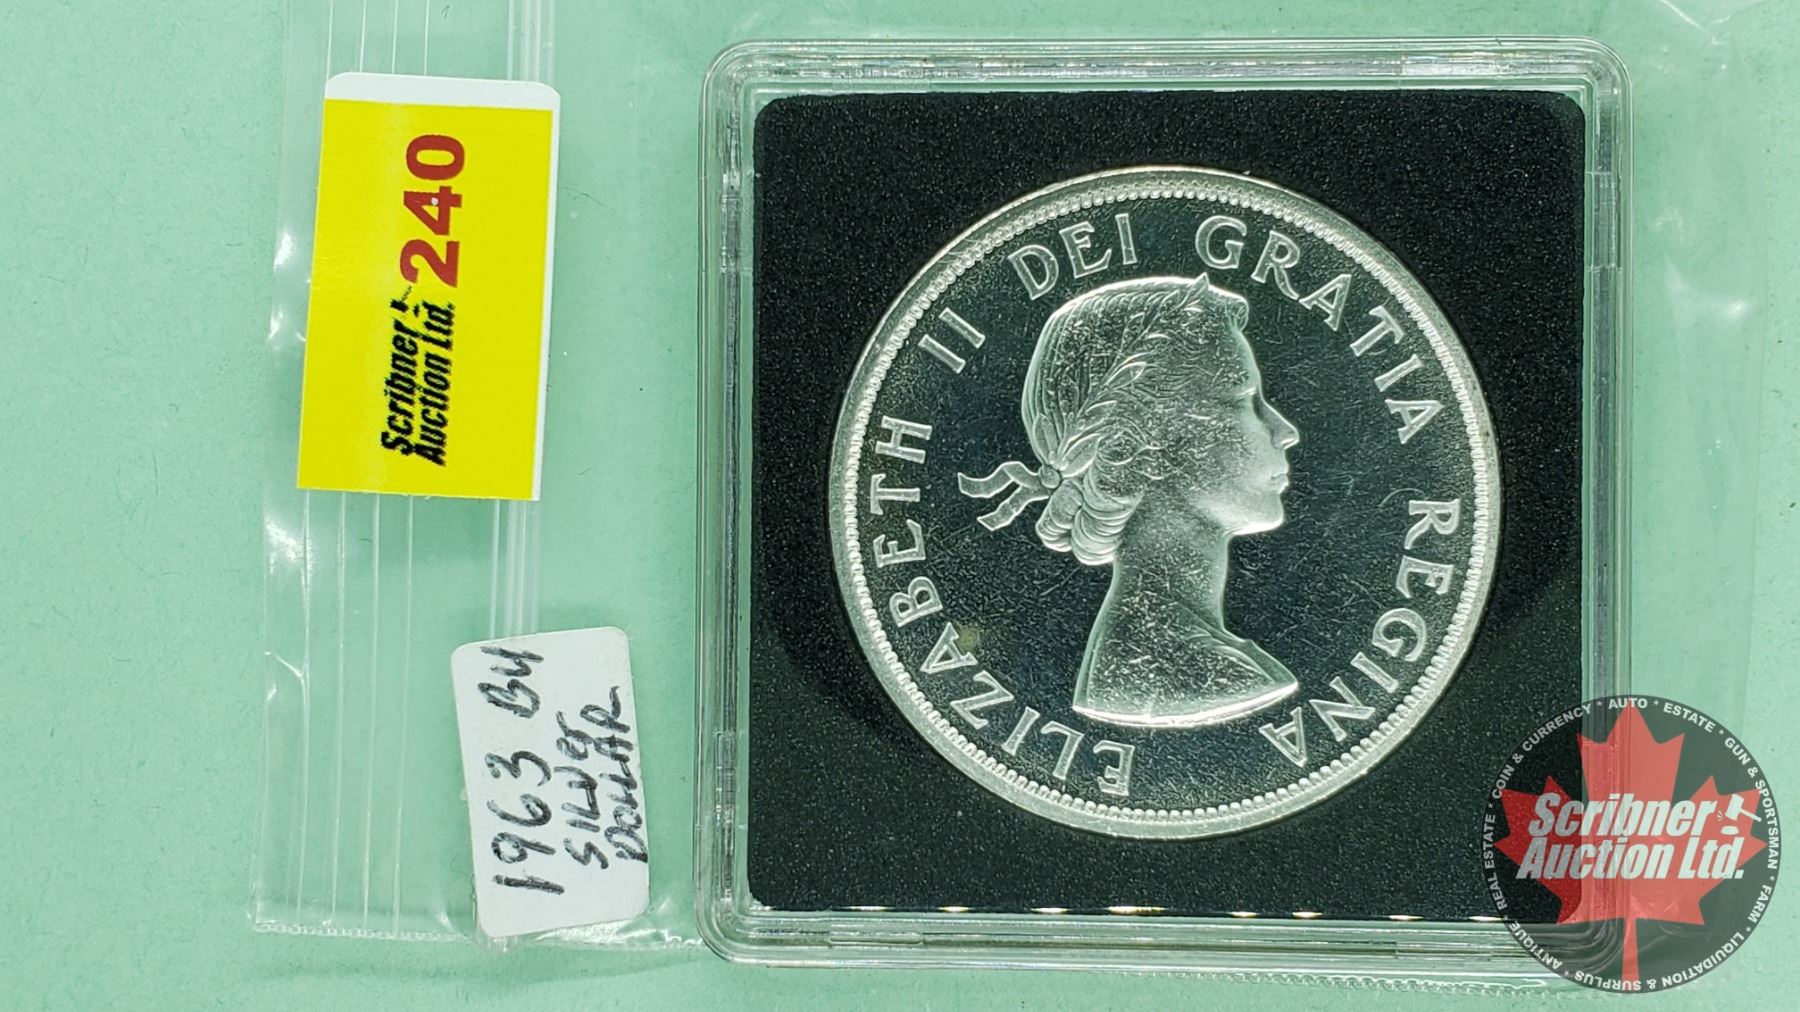 240
Scribner!
Auction Ltd.
1963 BU
SILVER
DOLLAR
ELIZABETH II DEI GRATIA REGINA
REAL ESTATE * COIN & CURRENCY * AUTO * ESTATE * GUN & SPORTSMAN * FARM * LIQUIDATION & SURPLUS * ANTIQUE *
Scribner!
Auction Ltd.